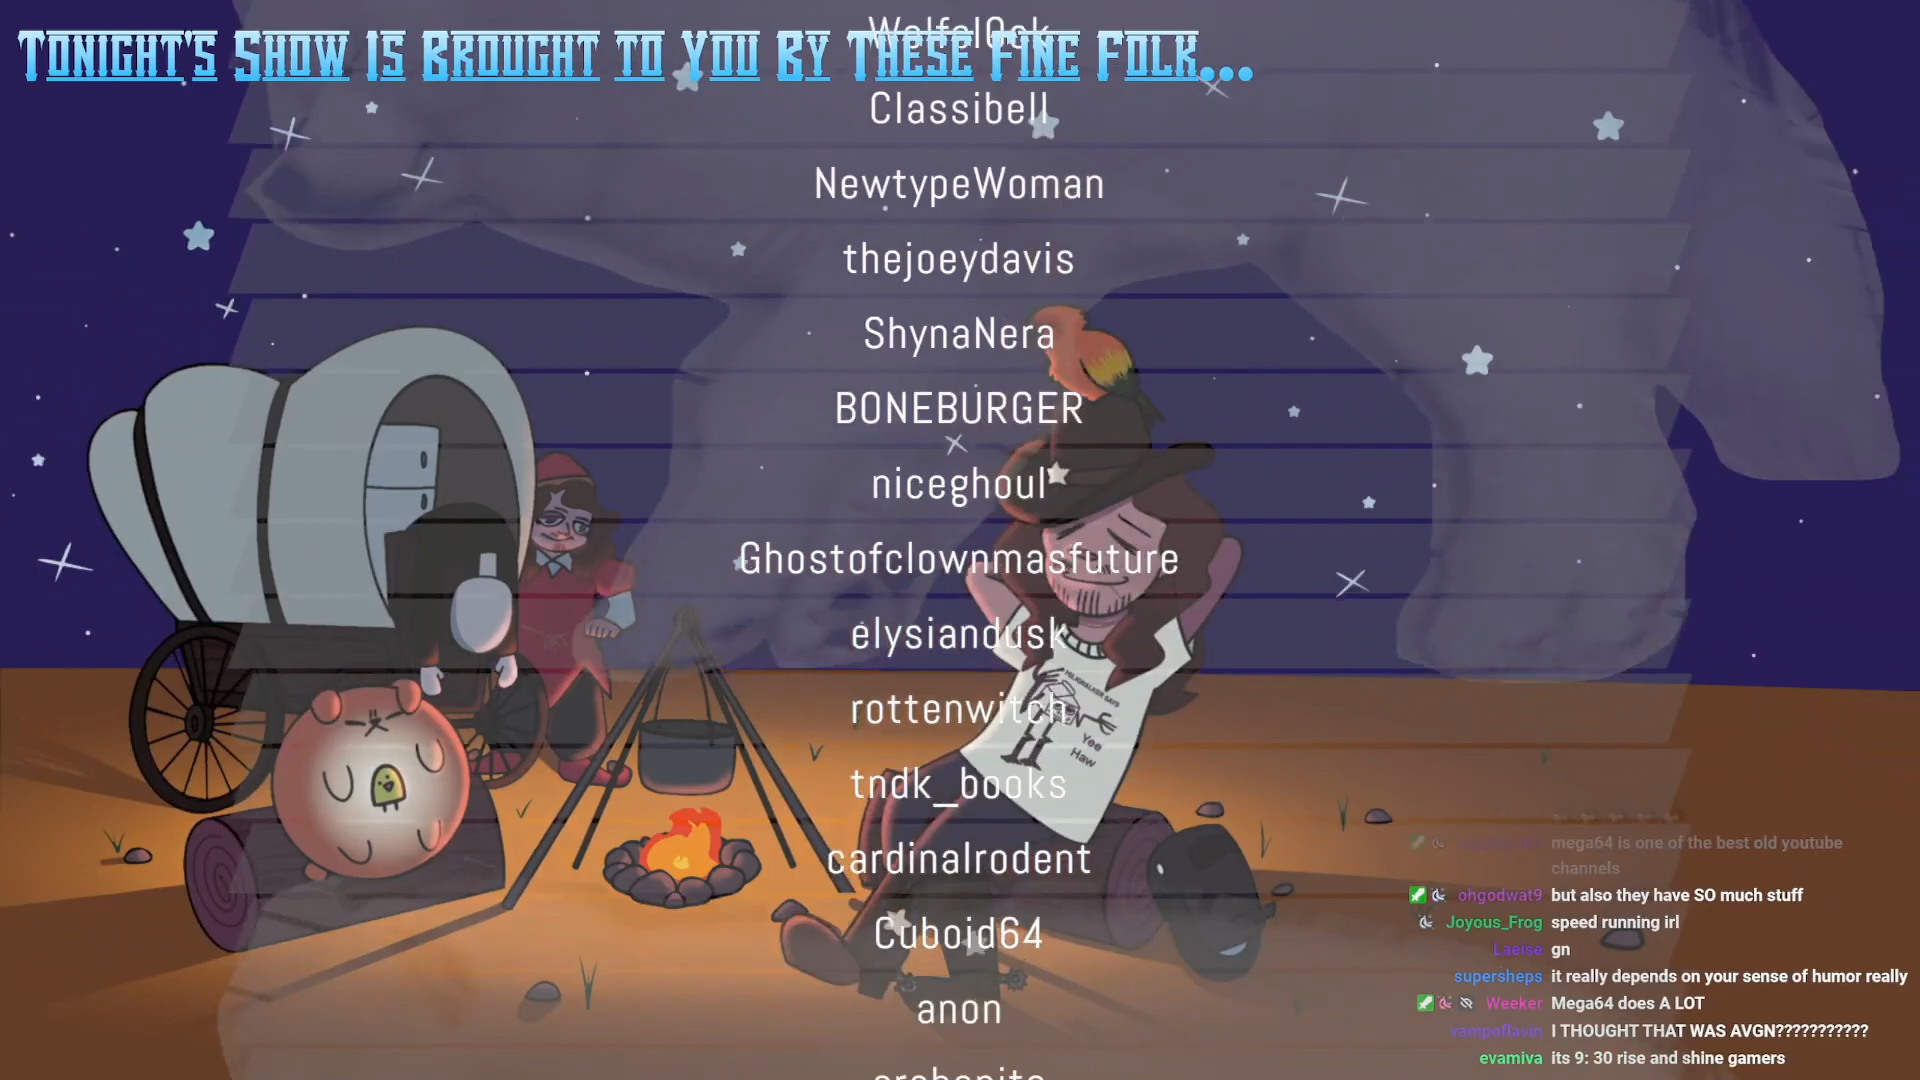 Tonight's Show Is Brought to You By These Fine Folk...
Classibell
NewtypeWoman
thejoeydavis
ShynaNera
BONEBURGER
niceghoul
Ghostofclownmasfuture
elysiandusk
rottenwitch
tndk_books
cardinalrodent
Cuboid64
anon
Yee
Haw
mega64 is one of the best old youtube
channels
ohgodwat9 but also they have SO much stuff
Joyous_Frog speed running irl
Laeise gn
supersheps it really depends on your sense of humor really
Weeker Mega64 does A LOT
vampoflavin I THOUGHT THAT WAS AVGN???????????
evamiva its 9: 30 rise and shine gamers